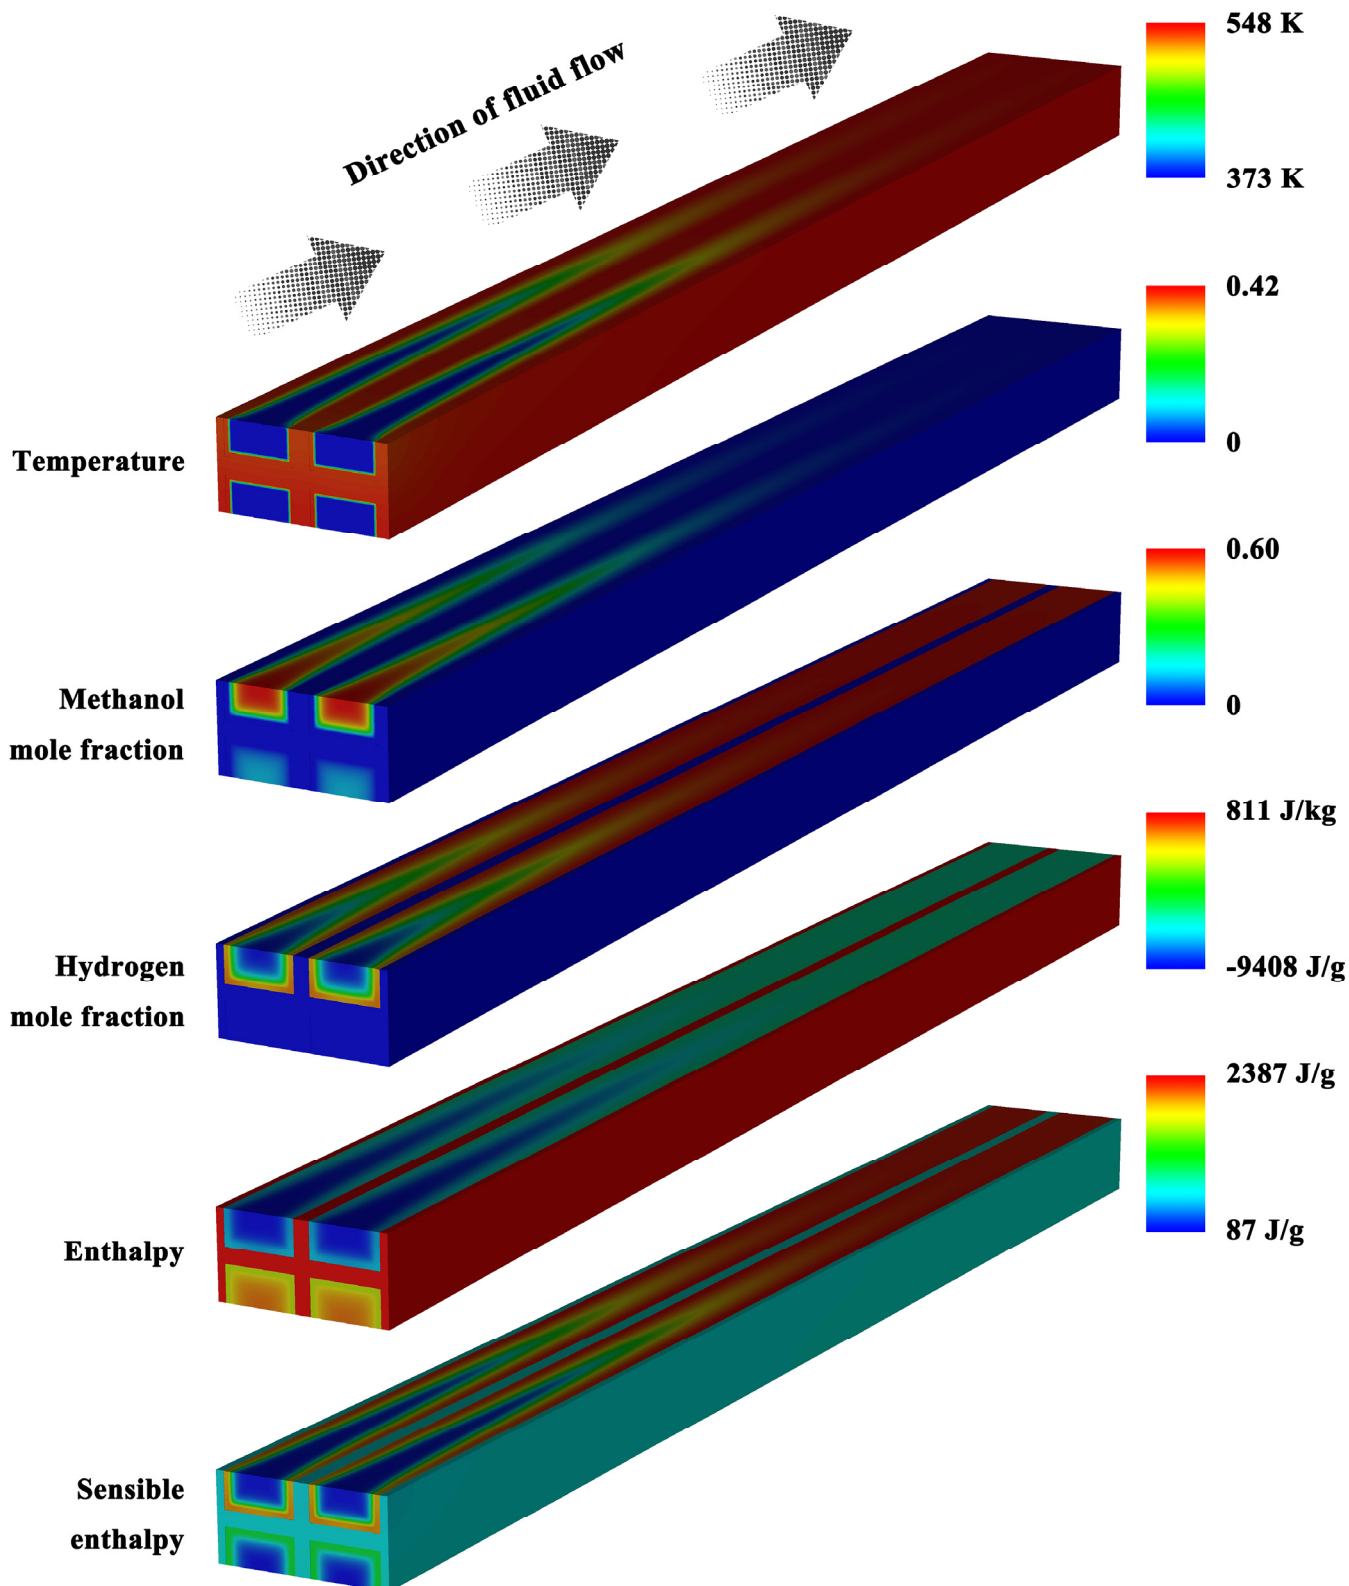 548 K
Direction of fluid flow
373 K
0.42
0
Temperature
0.60
0
Methanol
mole fraction
811 J/kg
-9408 J/g
Hydrogen
mole fraction
2387 J/g
87 J/g
Enthalpy
Sensible
enthalpy